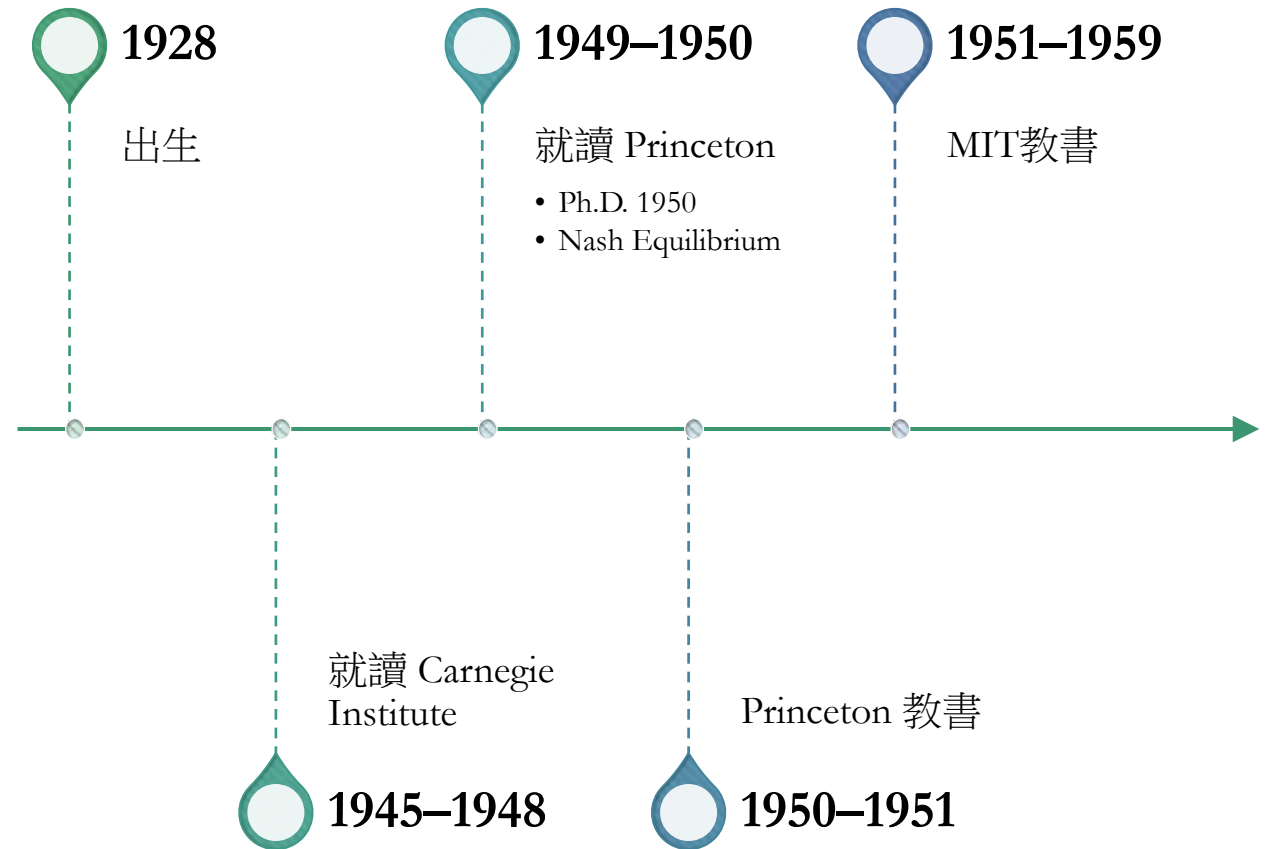 1928
出生
1945–1948
就讀 Carnegie
Institute
1949–1950
就讀 Princeton
• Ph.D. 1950
• Nash Equilibrium
1950–1951
Princeton 教書
1951–1959
MIT教書